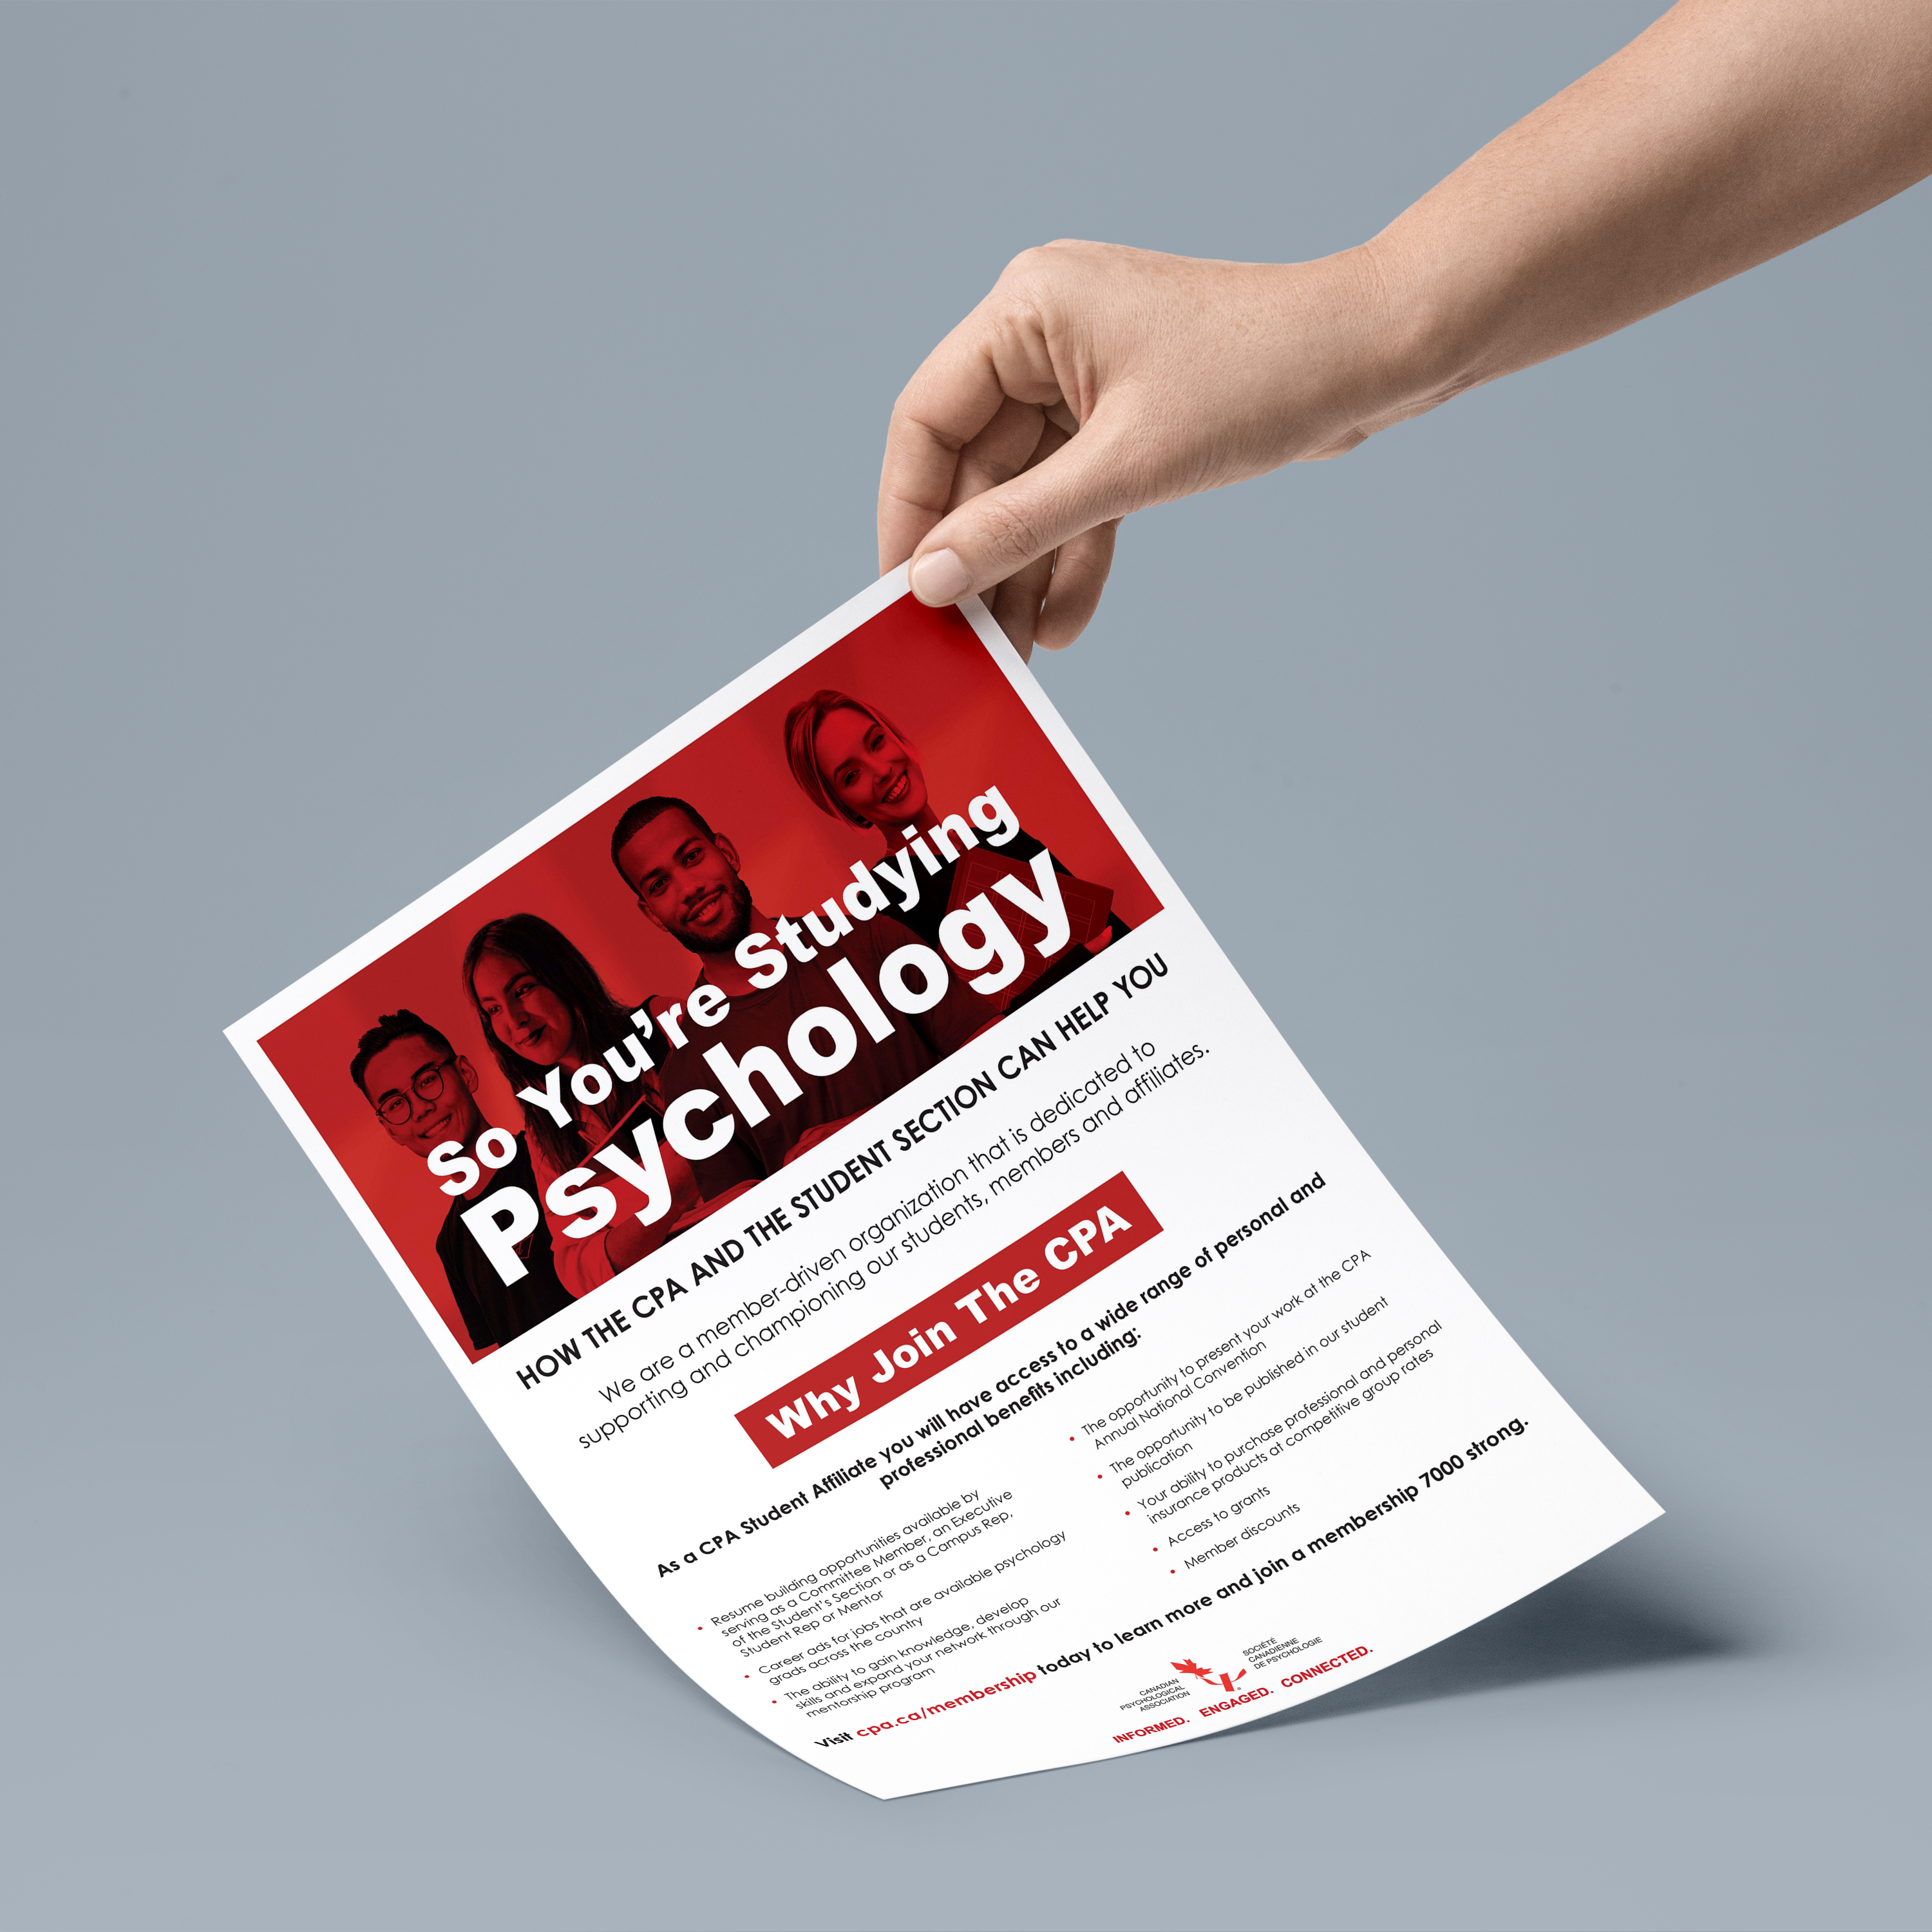 So You're Studying
Psychology
HOW THE CPA AND THE STUDENT SECTION CAN HELP YOU
We are a member-driven organization that is dedicated to
supporting and championing our students, members and affiliates.
Why Join The CPA
As a CPA Student Affiliate you will have access to a wide range of personal and
professional benefits including:
• Resume building opportunities available by
serving as a Committee Member, an Executive
of the Student's Section or as a Campus Rep,
Student Rep or Mentor
• Career ads for jobs that are available psychology
grads across the country
• The ability to gain knowledge, develop
skills and expand your network through our
mentorship program
• The opportunity to present your work at the CPA
Annual National Convention
• The opportunity to be published in our student
publication
• Your ability to purchase professional and personal
insurance products at competitive group rates
• Access to grants
• Member discounts
Visit cpa.ca/membership today to learn more and join a membership 7000 strong.
CANADIAN
PSYCHOLOGICAL
ASSOCIATION
SOCIÉTÉ
CANADIENNE
DE PSYCHOLOGIE
INFORMED. ENGAGED. CONNECTED.